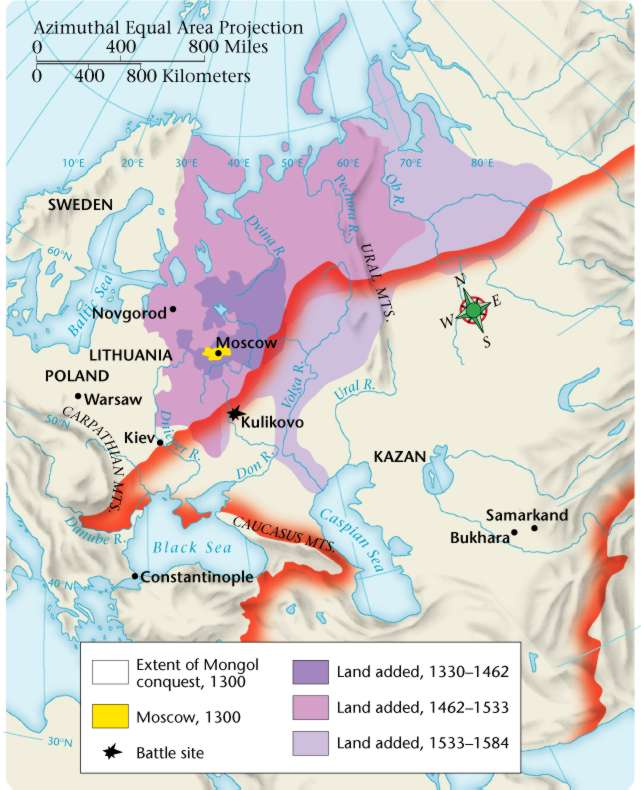 Azimuthal Equal Area Projection
0 400 800 Miles
0 400 800 Kilometers
10°E 20°E 30°E 40°E 50°E 60°E 70°E 80°E
SWEDEN
60°N
Baltic Sea
Novgorod
Dvina R.
Pechora R.
Ob R.
URAL MTS.
N
W E
S
Moscow
LITHUANIA
POLAND
Warsaw
50°N
CARPATHIAN MTS.
Kiev
Dnieper R.
Kulikovo
Volga R.
Ural R.
Don R.
KAZAN
Samarkand
Bukhara
Danube R.
Black Sea
CAUCASUS MTS.
Caspian Sea
40°N
Constantinople
30°N
Extent of Mongol
conquest, 1300
Moscow, 1300
Battle site
Land added, 1330–1462
Land added, 1462–1533
Land added, 1533–1584